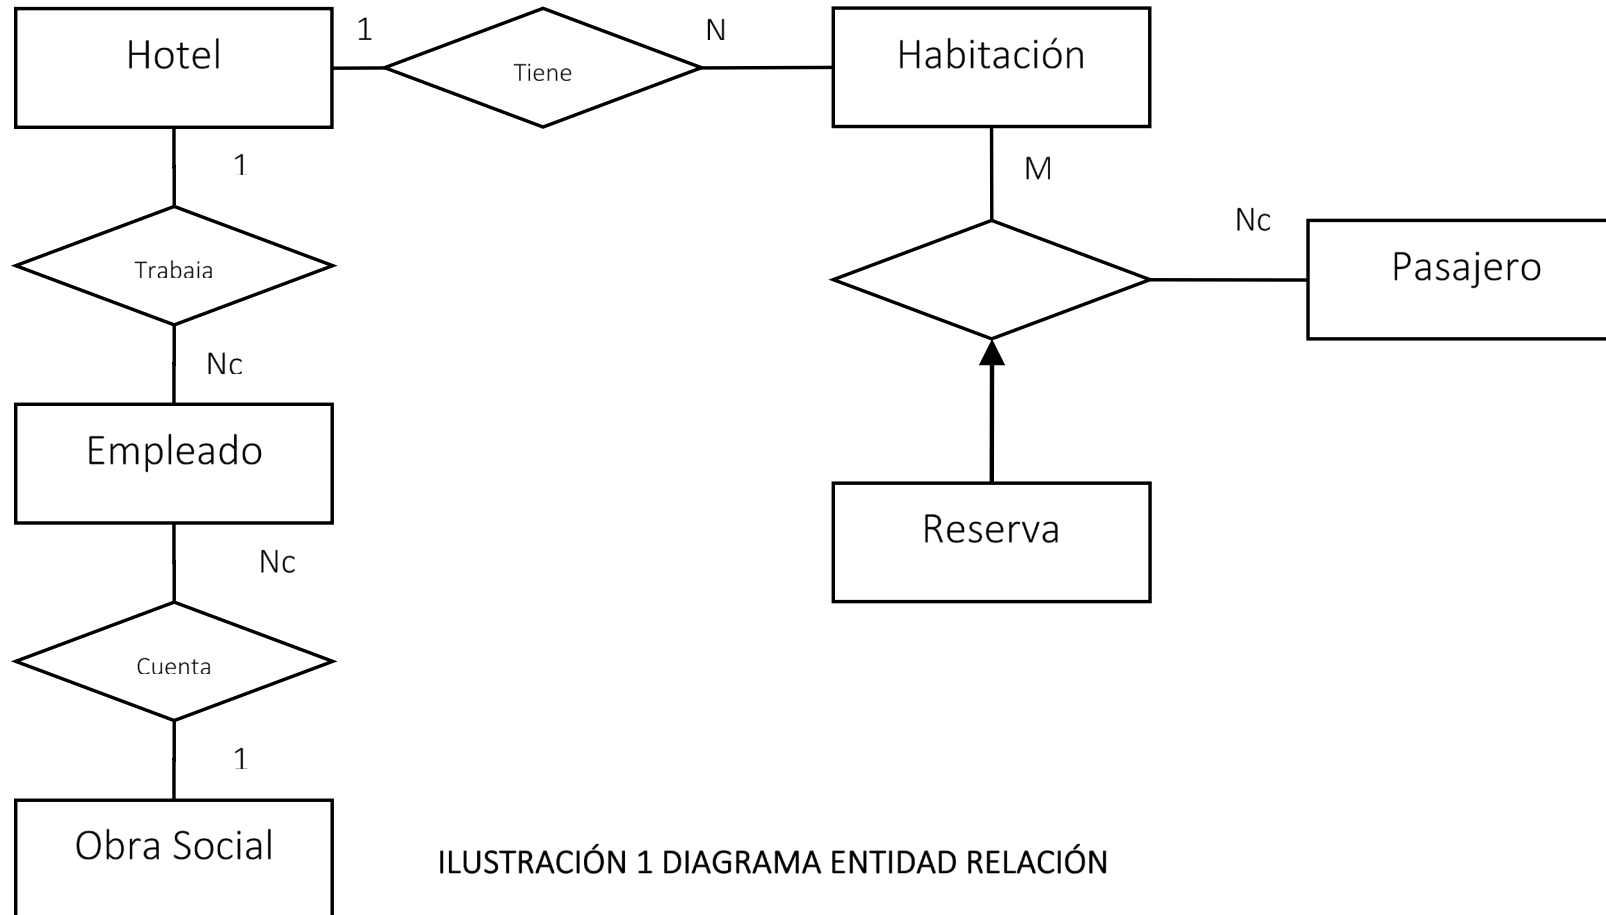 Hotel
1
Tiene
N
Habitación
1
M
Trabaja
Nc
Pasajero
Nc
Empleado
Reserva
Nc
Cuenta
1
Obra Social
ILUSTRACIÓN 1 DIAGRAMA ENTIDAD RELACIÓN